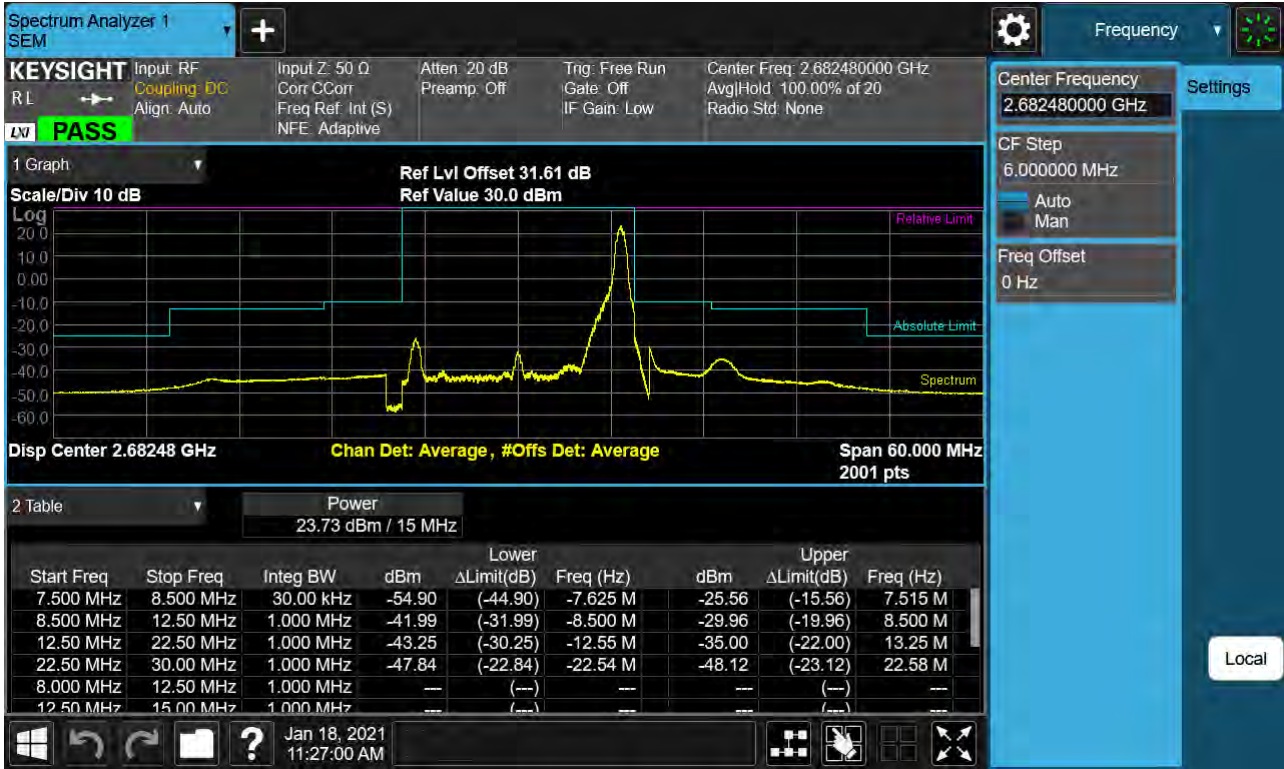 Spectrum Analyzer 1
SEM
Frequency
KEYSIGHT
RL
LXI
PASS
Input: RF
Coupling: DC
Align: Auto
Input Z: 50 Ω
Corr CCorr
Freq Ref: Int (S)
NFE: Adaptive
Atten: 20 dB
Preamp: Off
Trig: Free Run
Gate: Off
IF Gain: Low
Center Freq: 2.682480000 GHz
Avg|Hold: 100.00% of 20
Radio Std: None
Center Frequency
2.682480000 GHz
Settings
CF Step
6.000000 MHz
Auto
Man
Freq Offset
0 Hz
1 Graph
Ref Lvl Offset 31.61 dB
Scale/Div 10 dB
Ref Value 30.0 dBm
Log
20.0
10.0
0.00
-10.0
-20.0
-30.0
-40.0
-50.0
-60.0
Relative Limit
Absolute Limit
Spectrum
Disp Center 2.68248 GHz
Chan Det: Average, #Offs Det: Average
Span 60.000 MHz
2001 pts
2 Table
Power
23.73 dBm / 15 MHz
Lower Upper
Start Freq Stop Freq Integ BW dBm ΔLimit(dB) Freq (Hz) dBm ΔLimit(dB) Freq (Hz)
7.500 MHz 8.500 MHz 30.00 kHz -54.90 (-44.90) -7.625 M -25.56 (-15.56) 7.515 M
8.500 MHz 12.50 MHz 1.000 MHz -41.99 (-31.99) -8.500 M -29.96 (-19.96) 8.500 M
12.50 MHz 22.50 MHz 1.000 MHz -43.25 (-30.25) -12.55 M -35.00 (-22.00) 13.25 M
22.50 MHz 30.00 MHz 1.000 MHz -47.84 (-22.84) -22.54 M -48.12 (-23.12) 22.58 M
8.000 MHz 12.50 MHz 1.000 MHz --- (---) --- --- (---) ---
12.50 MHz 15.00 MHz 1.000 MHz --- (---) --- --- (---) ---
Local
?
Jan 18, 2021
11:27:00 AM